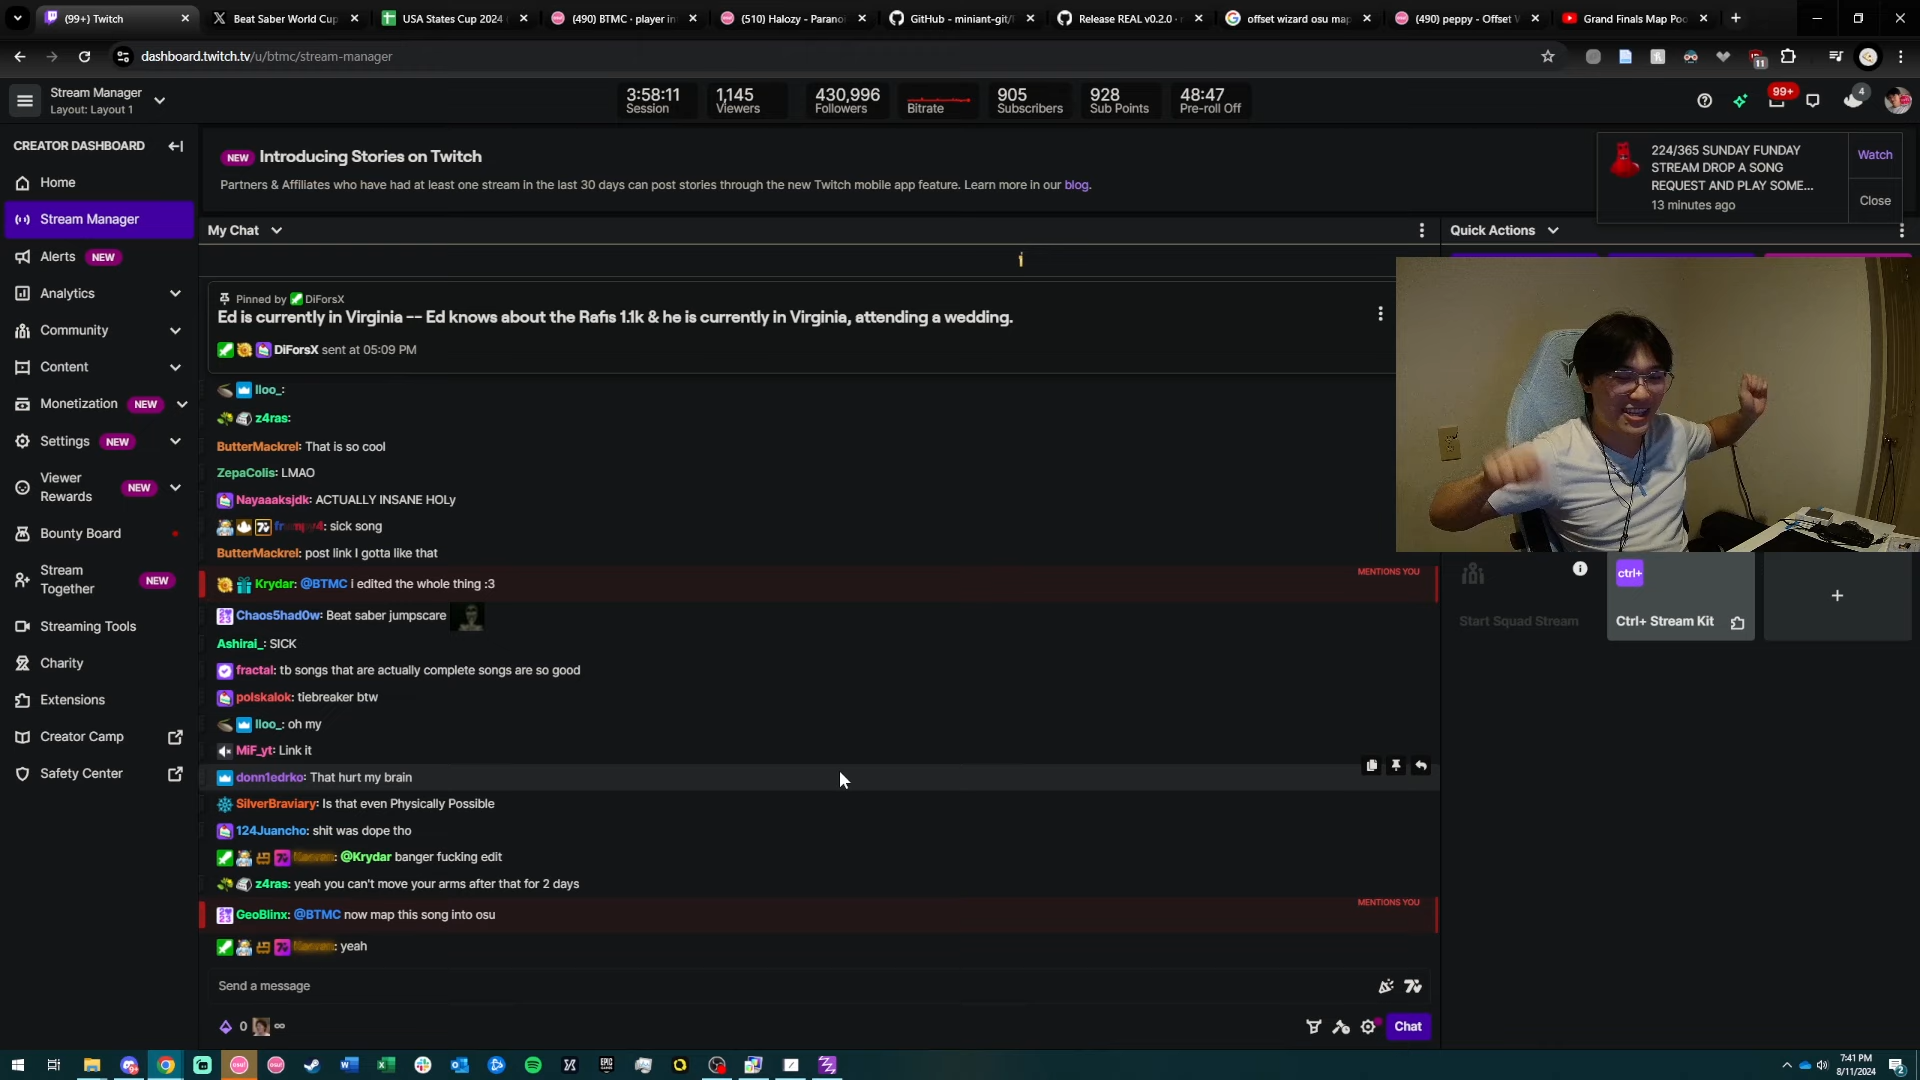 (99+) Twitch
Beat Saber World Cup
USA States Cup 2024
(490) BTMC · player in
(510) Halozy - Parano
GitHub - miniant-git/
Release REAL v0.2.0 ·
offset wizard osu map
(490) peppy - Offset W
Grand Finals Map Poo
dashboard.twitch.tv/u/btmc/stream-manager
11
Stream Manager
Layout: Layout 1
3:58:11
Session
1,145
Viewers
430,996
Followers
Bitrate
905
Subscribers
928
Sub Points
48:47
Pre-roll Off
99+
4
CREATOR DASHBOARD
Home
Stream Manager
Alerts NEW
Analytics
Community
Content
Monetization NEW
Settings NEW
Viewer Rewards NEW
Bounty Board
Stream Together NEW
Streaming Tools
Charity
Extensions
Creator Camp
Safety Center
NEW Introducing Stories on Twitch
Partners & Affiliates who have had at least one stream in the last 30 days can post stories through the new Twitch mobile app feature. Learn more in our blog.
224/365 SUNDAY FUNDAY
STREAM DROP A SONG
REQUEST AND PLAY SOME...
13 minutes ago
Watch
Close
My Chat
Quick Actions
Pinned by DiForsX
Ed is currently in Virginia -- Ed knows about the Rafis 1.1k & he is currently in Virginia, attending a wedding.
DiForsX sent at 05:09 PM
lloo_:
z4ras:
ButterMackrel: That is so cool
ZepaColis: LMAO
Nayaaaksjdk: ACTUALLY INSANE HOLy
: sick song
ButterMackrel: post link I gotta like that
MENTIONS YOU
Krydar: @BTMC i edited the whole thing :3
Chaos5had0w: Beat saber jumpscare
Ashirai_: SICK
fractal: tb songs that are actually complete songs are so good
polskalok: tiebreaker btw
lloo_: oh my
MiF_yt: Link it
donn1edrko: That hurt my brain
SilverBraviary: Is that even Physically Possible
124Juancho: shit was dope tho
: @Krydar banger fucking edit
z4ras: yeah you can't move your arms after that for 2 days
MENTIONS YOU
GeoBlinx: @BTMC now map this song into osu
: yeah
Send a message
0
Chat
Start Squad Stream
ctrl+
Ctrl+ Stream Kit
7:41 PM
8/11/2024
2